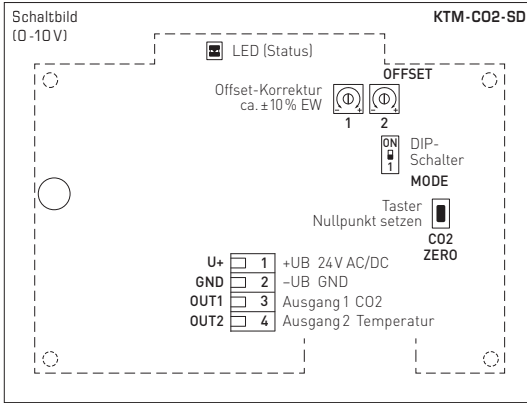 Schaltbild
(0-10 V)
KTM-CO2-SD
LED (Status)
OFFSET
Offset-Korrektur
ca. ± 10 % EW
- +
- +
1
2
ON
1
DIP-
Schalter
MODE
Taster
Nullpunkt setzen
CO2
ZERO
U+ 1 +UB 24V AC/DC
GND 2 –UB GND
OUT1 3 Ausgang 1 CO2
OUT2 4 Ausgang 2 Temperatur